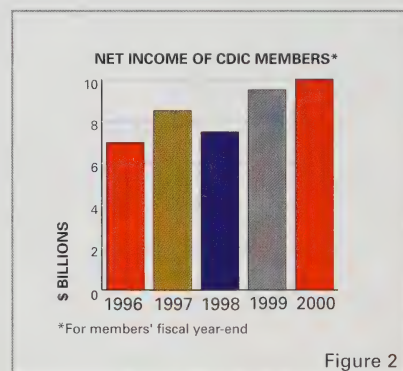 NET INCOME OF CDIC MEMBERS*
10
8
6
4
2
0
$ BILLIONS
1996 1997 1998 1999 2000
*For members' fiscal year-end
Figure 2